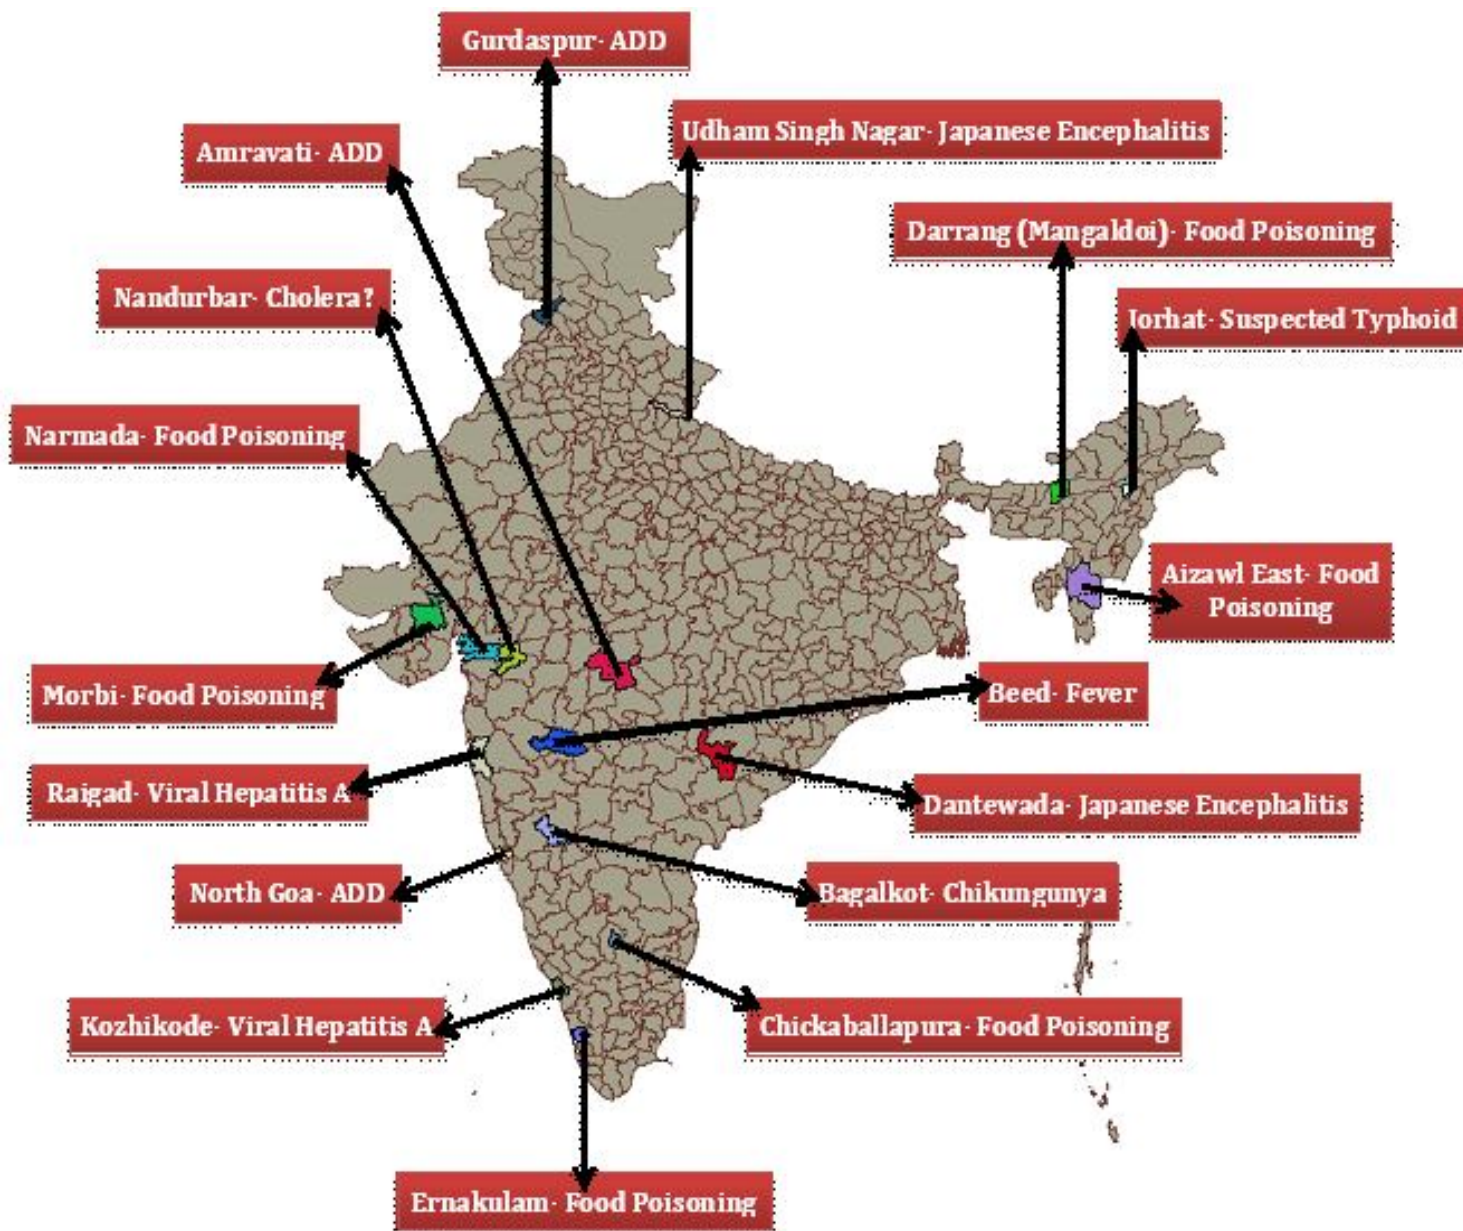 Gurdaspur- ADD
Udham Singh Nagar- Japanese Encephalitis
Amravati- ADD
Darrang (Mangaldoi)- Food Poisoning
Nandurbar- Cholera?
Jorhat- Suspected Typhoid
Narmada- Food Poisoning
Aizawl East- Food
Poisoning
Morbi- Food Poisoning
Beed- Fever
Raigad- Viral Hepatitis A
Dantewada- Japanese Encephalitis
North Goa- ADD
Bagalkot- Chikungunya
Kozhikode- Viral Hepatitis A
Chickaballapura- Food Poisoning
Ernakulam- Food Poisoning